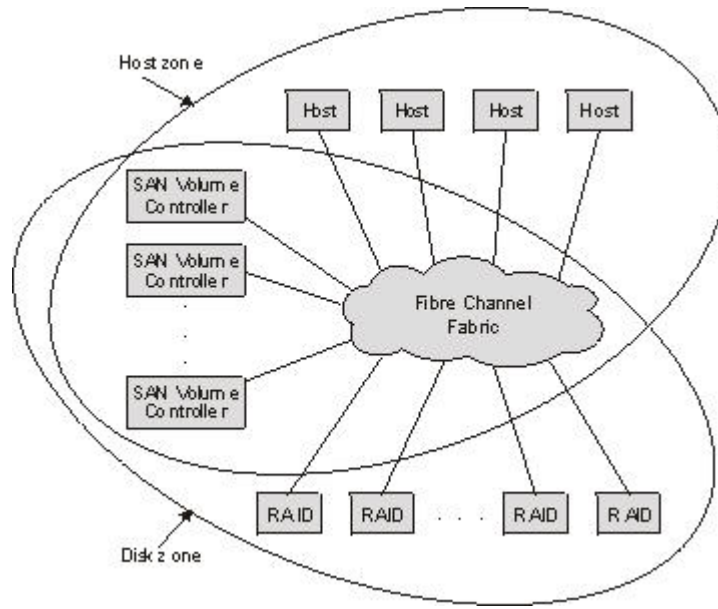 Host zone
Host Host Host Host
SAN Volume
Controller
SAN Volume
Controller
Fibre Channel
Fabric
.
.
.
SAN Volume
Controller
RAID RAID . . . RAID RAID
Disk zone